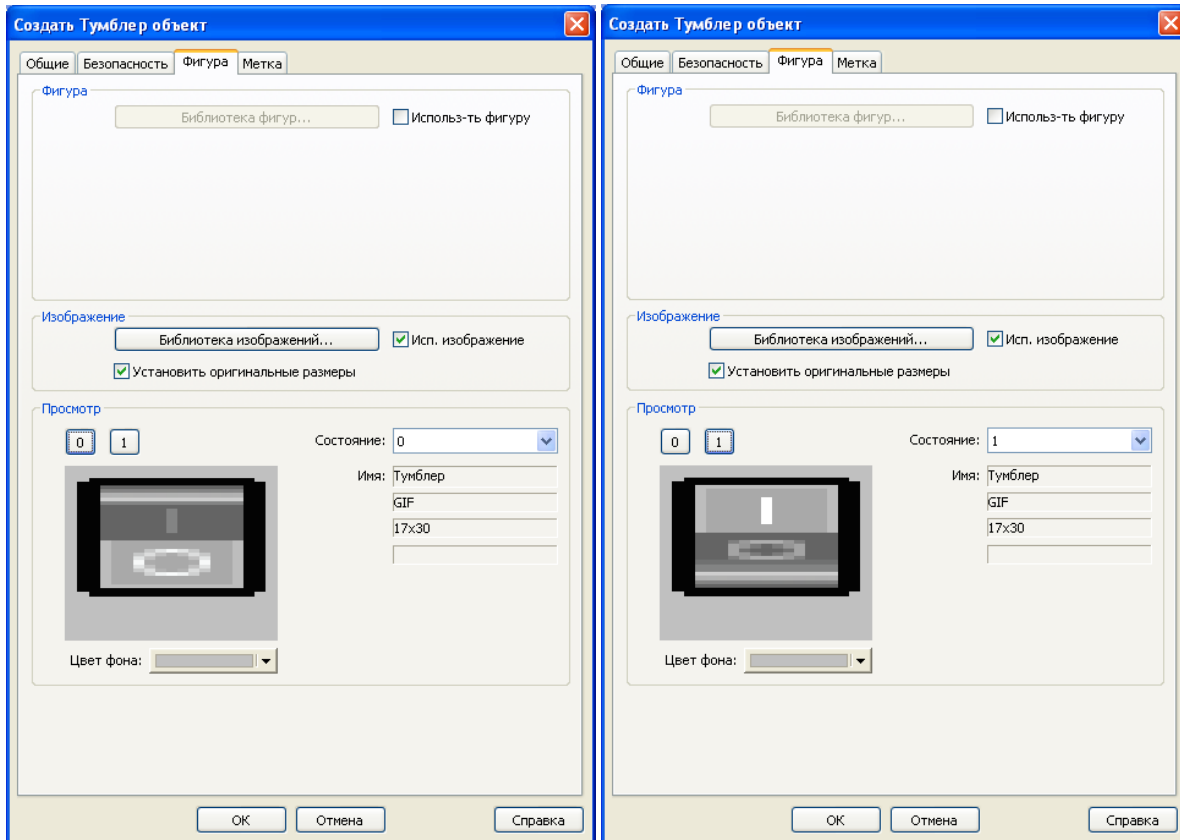 Создать Тумблер объект
Общие Безопасность Фигура Метка
Фигура
Библиотека фигур... Использ-ть фигуру
Изображение
Библиотека изображений... Исп. изображение
Установить оригинальные размеры
Просмотр
0 1 Состояние: 0
Имя: Тумблер
GIF
17x30
Цвет фона:
ОК Отмена Справка
Создать Тумблер объект
Общие Безопасность Фигура Метка
Фигура
Библиотека фигур... Использ-ть фигуру
Изображение
Библиотека изображений... Исп. изображение
Установить оригинальные размеры
Просмотр
0 1 Состояние: 1
Имя: Тумблер
GIF
17x30
Цвет фона:
ОК Отмена Справка